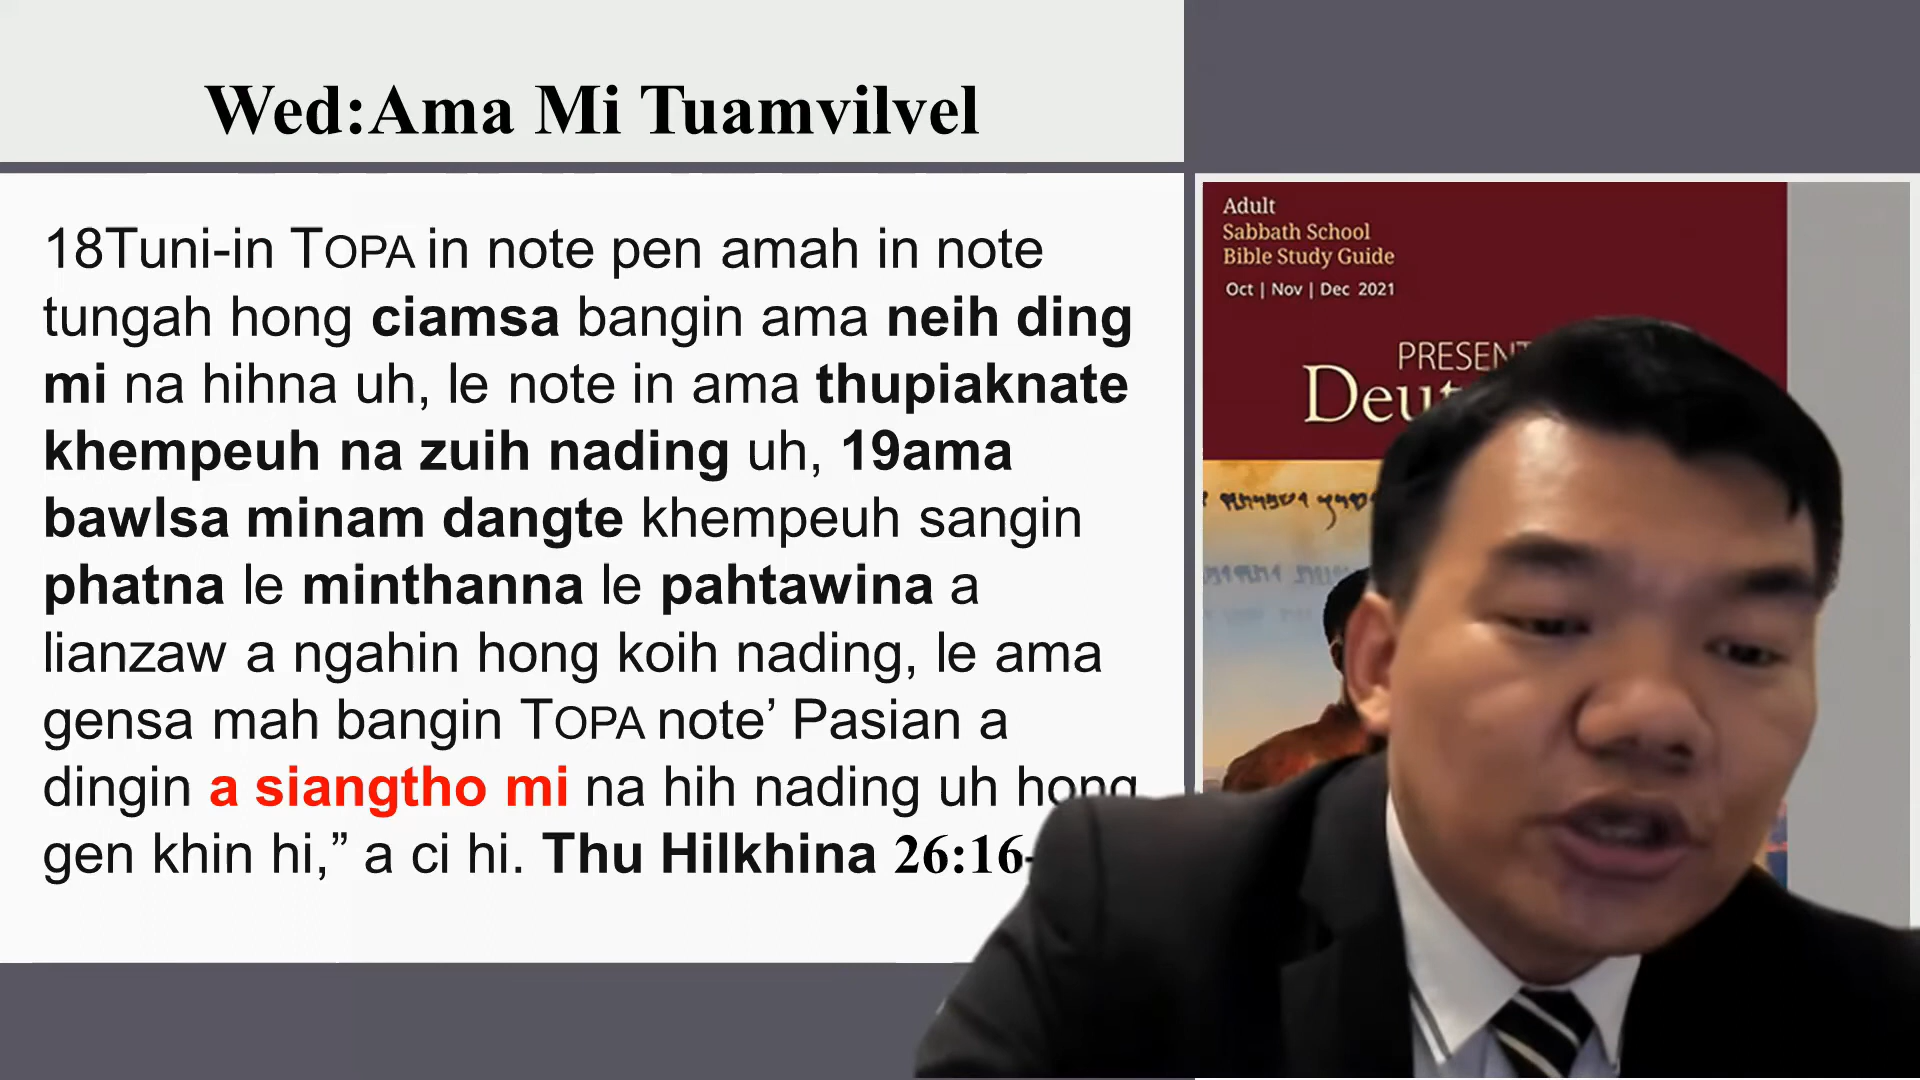 Wed:Ama Mi Tuamvilvel
18Tuni-in TOPA in note pen amah in note
tungah hong ciamsa bangin ama neih ding
mi na hihna uh, le note in ama thupiaknate
khempeuh na zuih nading uh, 19ama
bawlsa minam dangte khempeuh sangin
phatna le minthanna le pahtawina a
lianzaw a ngahin hong koih nading, le ama
gensa mah bangin TOPA note’ Pasian a
dingin a siangtho mi na hih nading uh hong
gen khin hi,” a ci hi. Thu Hilkhina 26:16-
Adult
Sabbath School
Bible Study Guide
Oct | Nov | Dec 2021